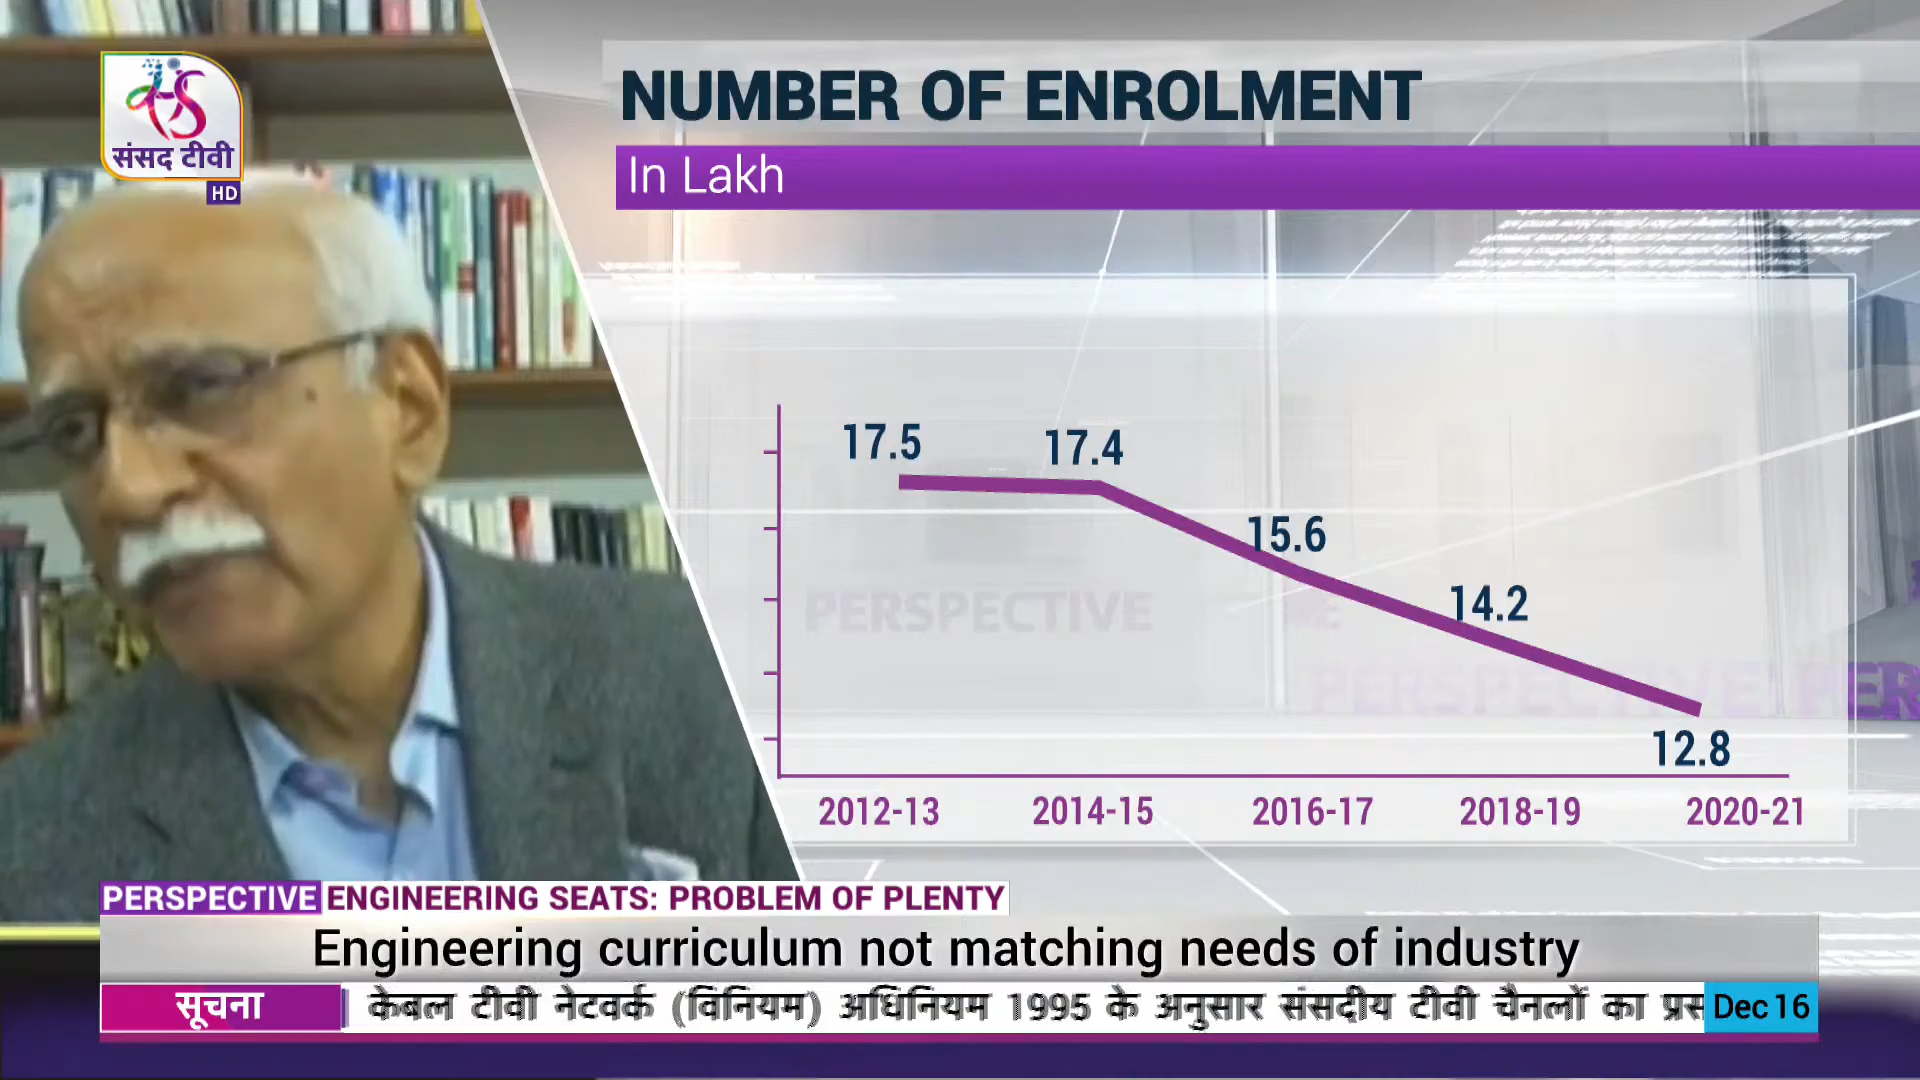 संसद टीवी
HD
NUMBER OF ENROLMENT
In Lakh
17.5
17.4
15.6
14.2
12.8
PERSPECTIVE
2012-13 2014-15 2016-17 2018-19 2020-21
PERSPECTIVE ENGINEERING SEATS: PROBLEM OF PLENTY
Engineering curriculum not matching needs of industry
सूचना केबल टीवी नेटवर्क (विनियम) अधिनियम 1995 के अनुसार संसदीय टीवी चैनलों का Dec 16